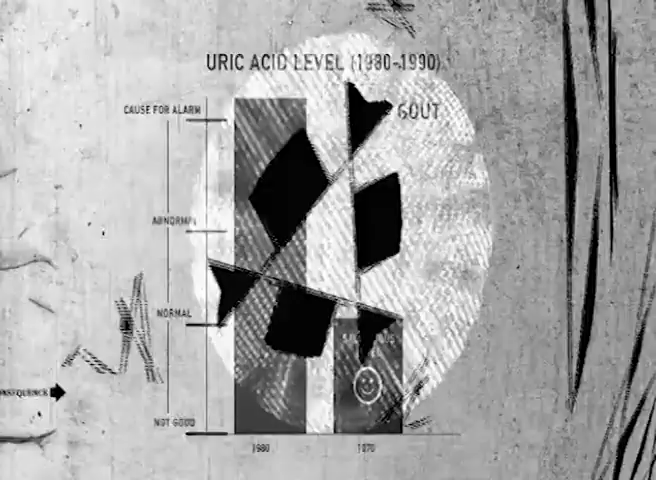 URIC ACID LEVEL (1980-1990)
CAUSE FOR ALARM
GOUT
ABNORMAL
NORMAL
NOT GOOD
1980
1970